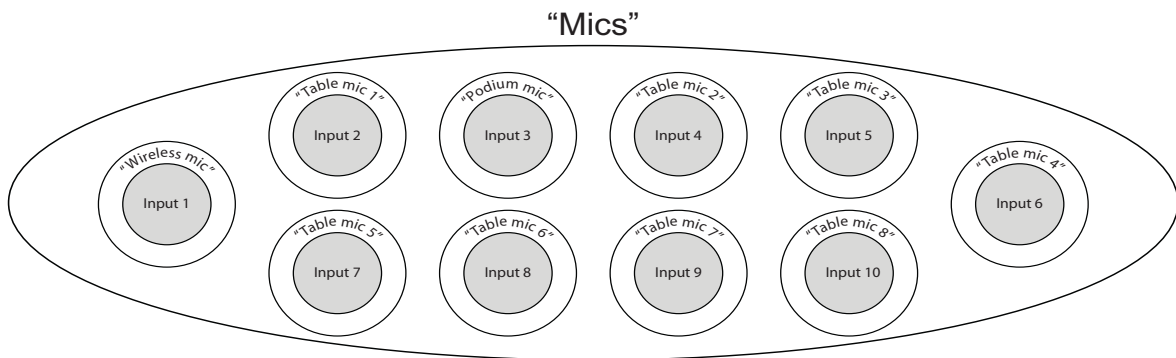 “Mics”
“Table mic 1”
“Podium mic”
“Table mic 2”
“Table mic 3”
Input 2
Input 3
Input 4
Input 5
“Wireless mic”
“Table mic 4”
Input 1
Input 6
“Table mic 5”
“Table mic 6”
“Table mic 7”
“Table mic 8”
Input 7
Input 8
Input 9
Input 10